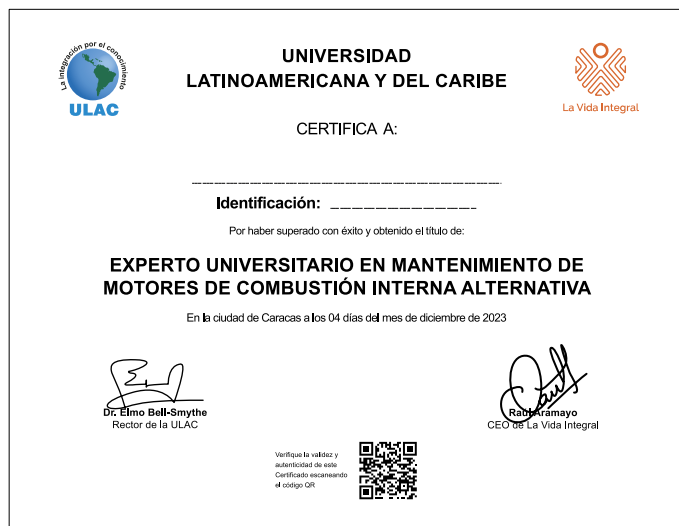 La integración por el conocimiento
ULAC
UNIVERSIDAD
LATINOAMERICANA Y DEL CARIBE
La Vida Integral
CERTIFICA A:
Identificación:
Por haber superado con éxito y obtenido el título de:
EXPERTO UNIVERSITARIO EN MANTENIMIENTO DE
MOTORES DE COMBUSTIÓN INTERNA ALTERNATIVA
En la ciudad de Caracas a los 04 días del mes de diciembre de 2023
Dr. Elmo Bell-Smythe
Rector de la ULAC
Raúl Aramayo
CEO de La Vida Integral
Verifique la validez y
autenticidad de este
Certificado escaneando
el código QR